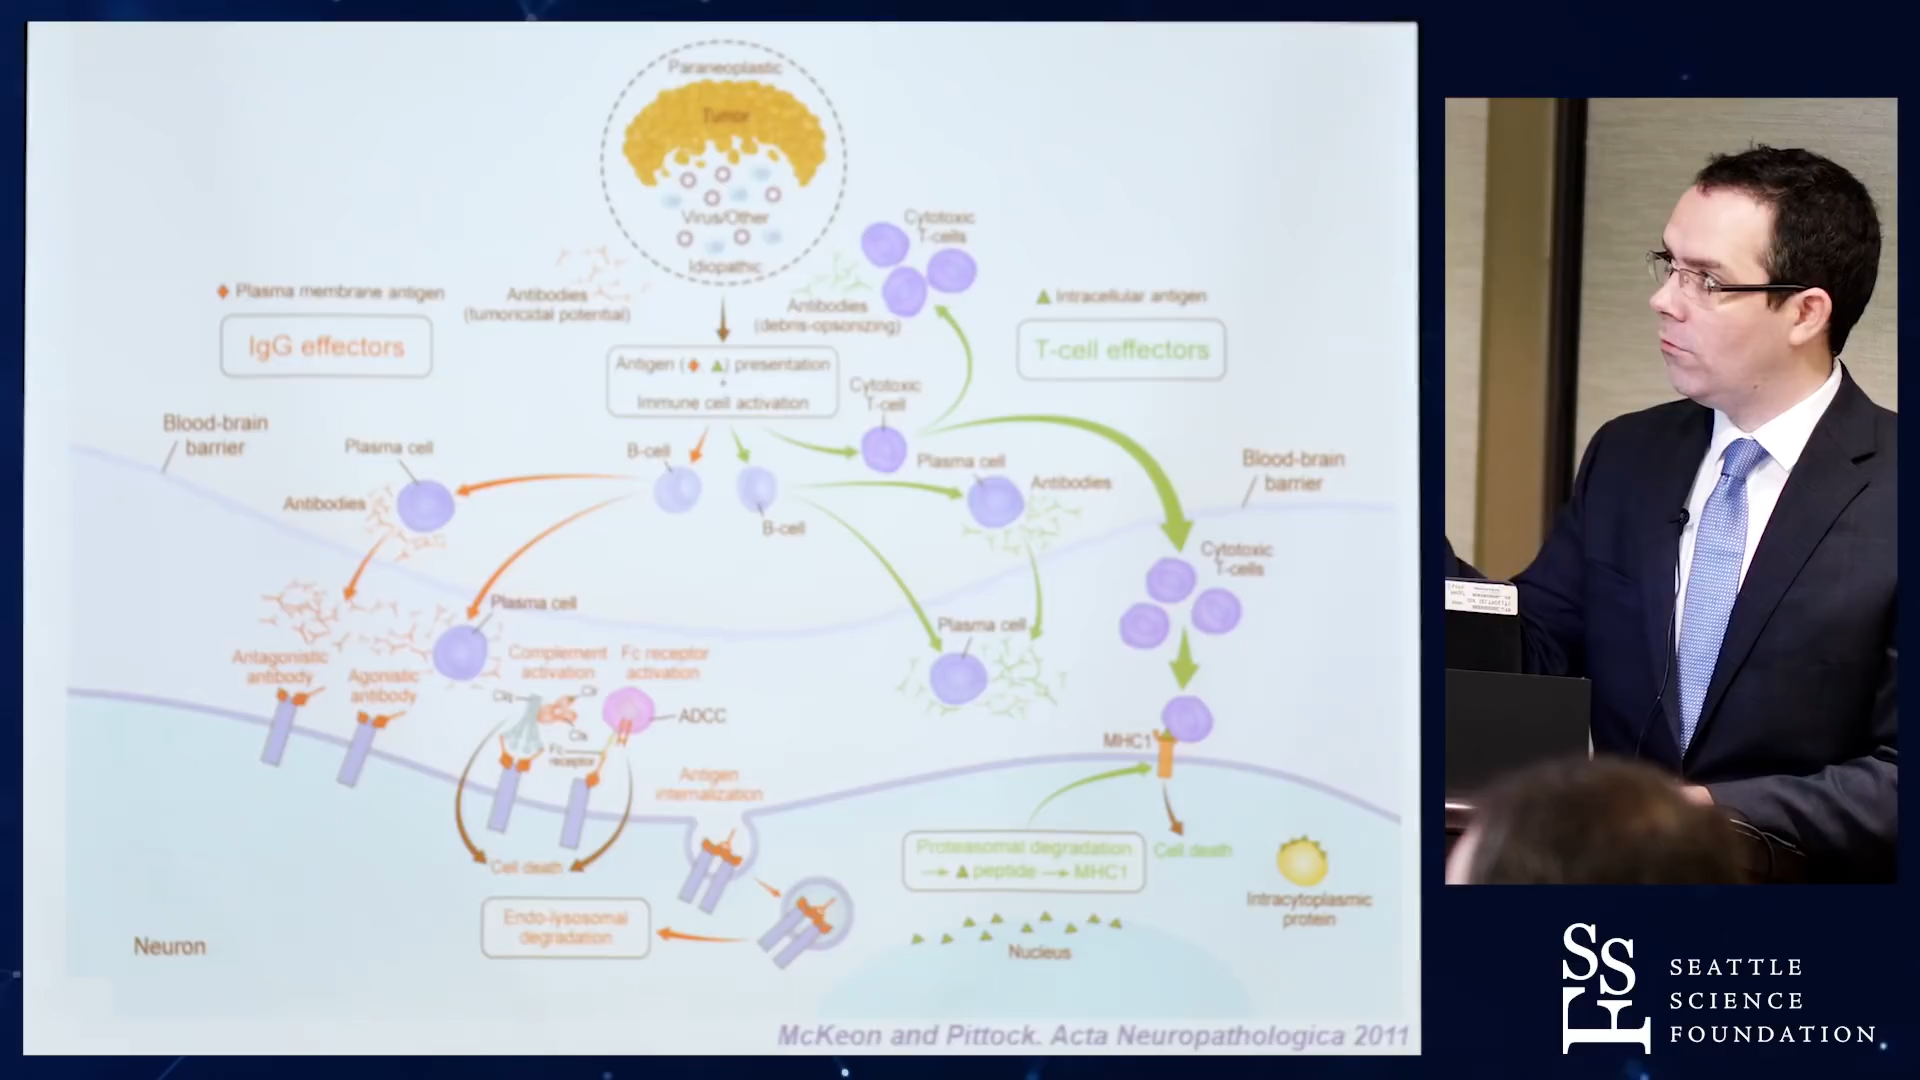 Paraneoplastic
Tumor
Virus/Other
Idiopathic
Cytotoxic
T-cells
Plasma membrane antigen
IgG effectors
Antibodies
(tumoricidal potential)
Antibodies
(debris-opsonizing)
Intracellular antigen
T-cell effectors
Antigen ( , ) presentation
+
Immune cell activation
Cytotoxic
T-cell
Blood-brain
barrier
Plasma cell
B-cell
Plasma cell
Antibodies
Blood-brain
barrier
Antibodies
B-cell
Cytotoxic
T-cells
Plasma cell
Plasma cell
Antagonistic
antibody
Agonistic
antibody
Complement
activation
Fc receptor
activation
C1q
ADCC
Fc
receptor
MHC1
Antigen
internalization
Cell death
Proteasomal degradation
peptide → MHC1
Cell death
Intracytoplasmic
protein
Endo-lysosomal
degradation
Neuron
Nucleus
McKeon and Pittock. Acta Neuropathologica 2011
SSF
SEATTLE
SCIENCE
FOUNDATION